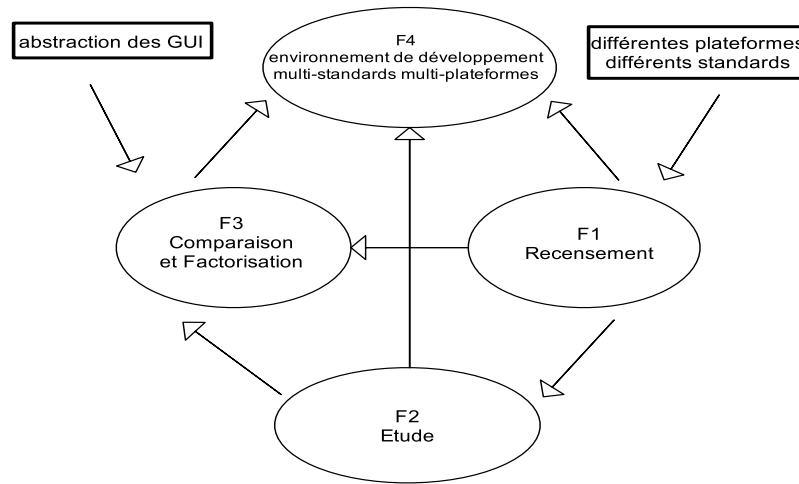 abstraction des GUI
F4
environnement de développement
multi-standards multi-plateformes
différentes plateformes
différents standards
F3
Comparaison
et Factorisation
F1
Recensement
F2
Etude